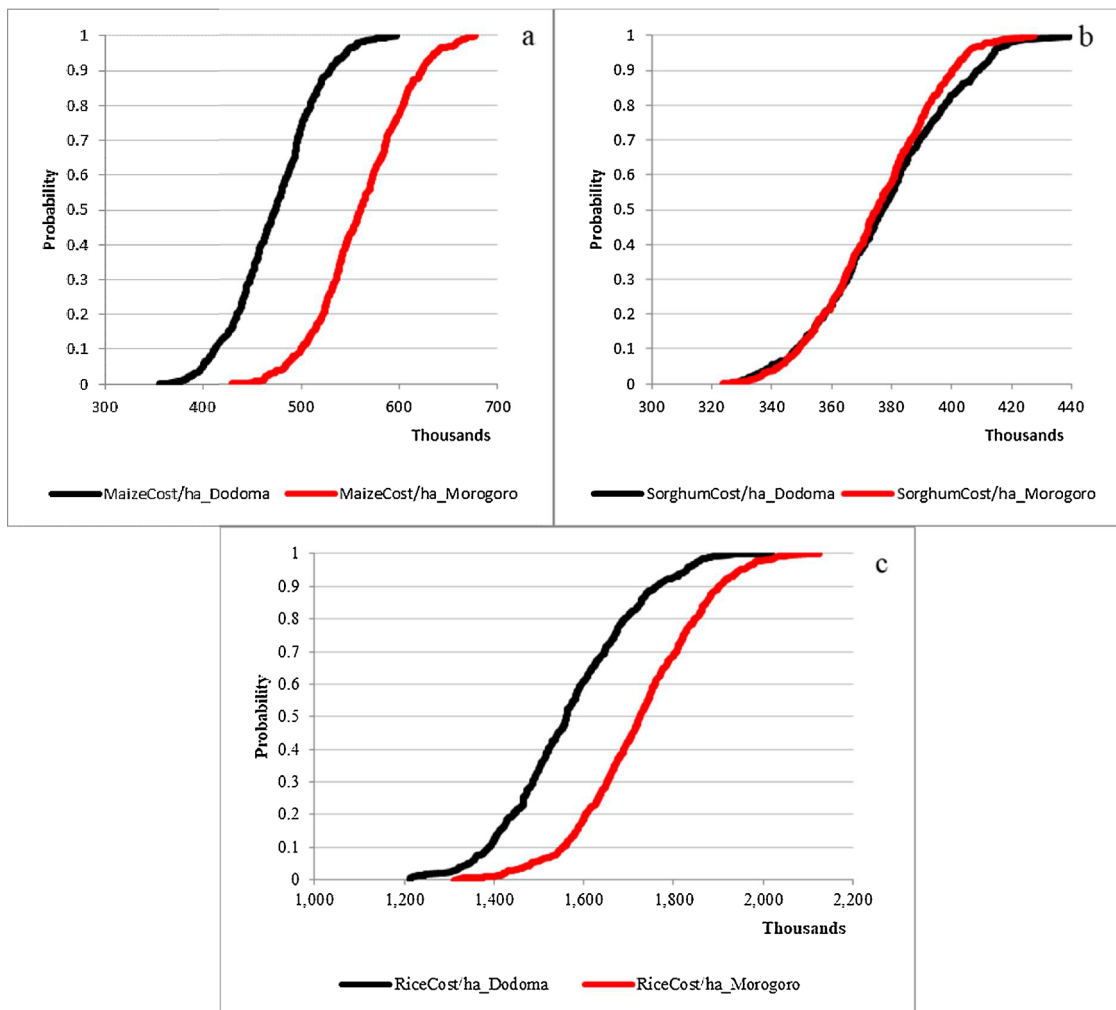 a
Probability
1
0.9
0.8
0.7
0.6
0.5
0.4
0.3
0.2
0.1
0
300 400 500 600 700
Thousands
MaizeCost/ha_Dodoma MaizeCost/ha_Morogoro
b
Probability
1
0.9
0.8
0.7
0.6
0.5
0.4
0.3
0.2
0.1
0
300 320 340 360 380 400 420 440
Thousands
SorghumCost/ha_Dodoma SorghumCost/ha_Morogoro
c
Probability
1
0.9
0.8
0.7
0.6
0.5
0.4
0.3
0.2
0.1
0
1,000 1,200 1,400 1,600 1,800 2,000 2,200
Thousands
RiceCost/ha_Dodoma RiceCost/ha_Morogoro